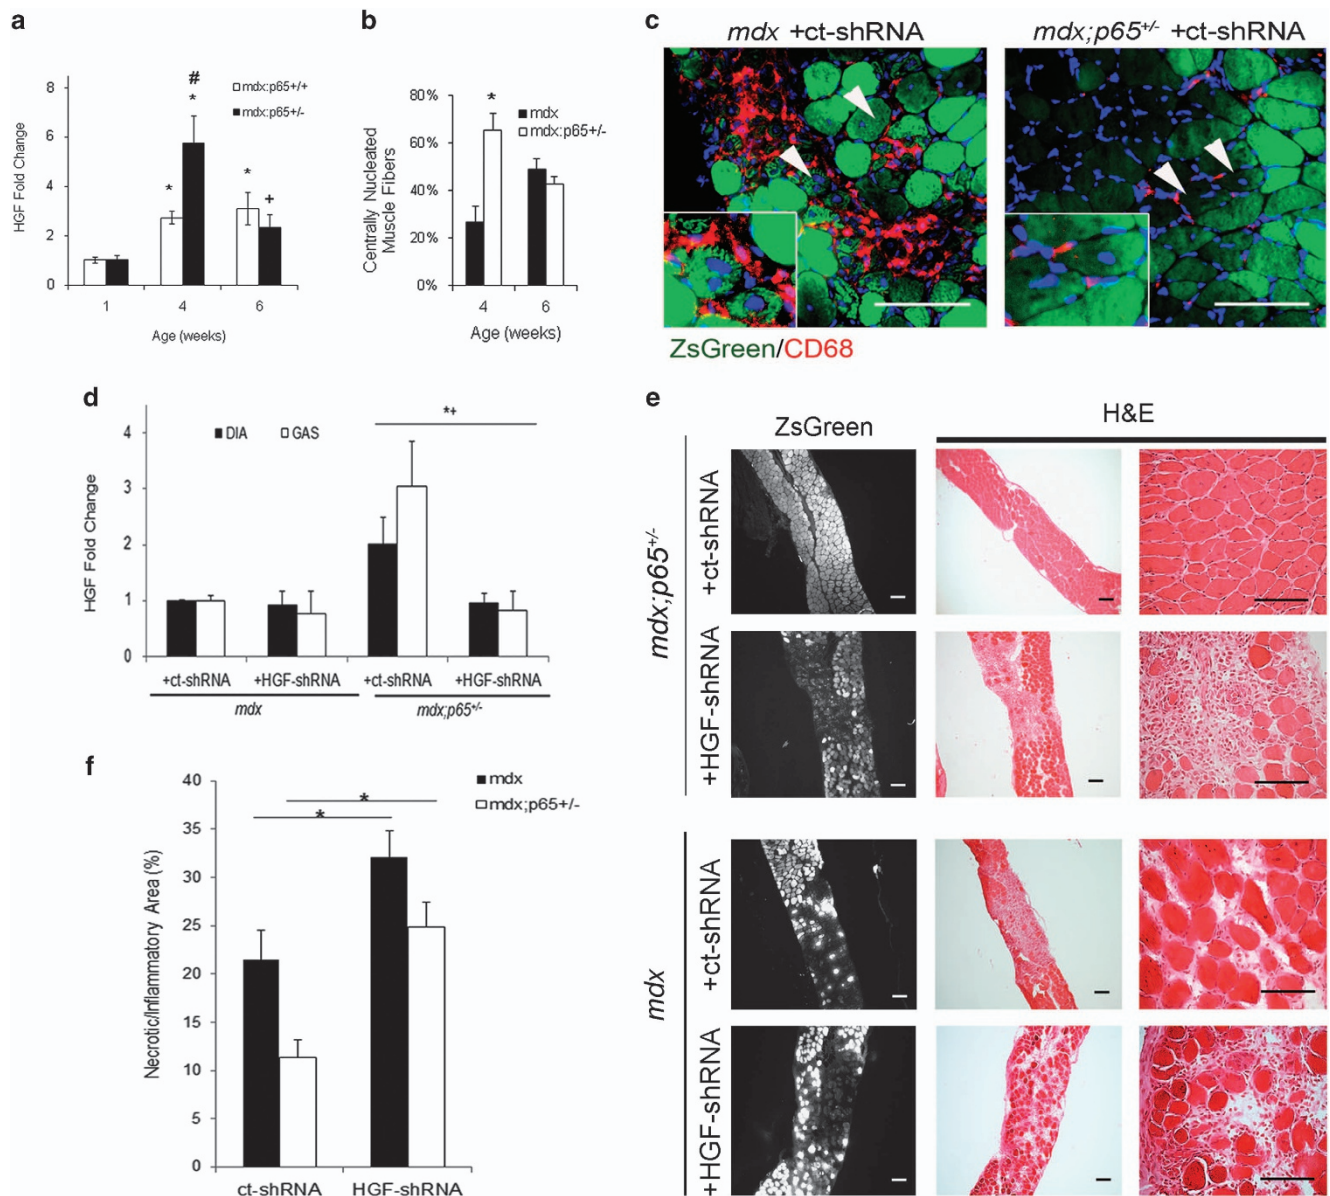 a
HGF Fold Change
8
6
4
2
0
mdx:p65+/+
mdx:p65+/-
#
*
*
*
+
1
4
6
Age (weeks)
b
Centrally Nucleated
Muscle Fibers
80%
60%
40%
20%
0%
*
mdx
mdx:p65+/-
4
6
Age (weeks)
c
mdx +ct-shRNA
mdx;p65+/- +ct-shRNA
ZsGreen/CD68
d
HGF Fold Change
4
3
2
1
0
DIA
GAS
*+
+ct-shRNA
+HGF-shRNA
+ct-shRNA
+HGF-shRNA
mdx
mdx;p65+/-
e
ZsGreen
H&E
mdx;p65+/-
+ct-shRNA
+HGF-shRNA
mdx
+ct-shRNA
+HGF-shRNA
f
Necrotic/Inflammatory Area (%)
40
35
30
25
20
15
10
5
0
mdx
mdx;p65+/-
*
*
ct-shRNA
HGF-shRNA